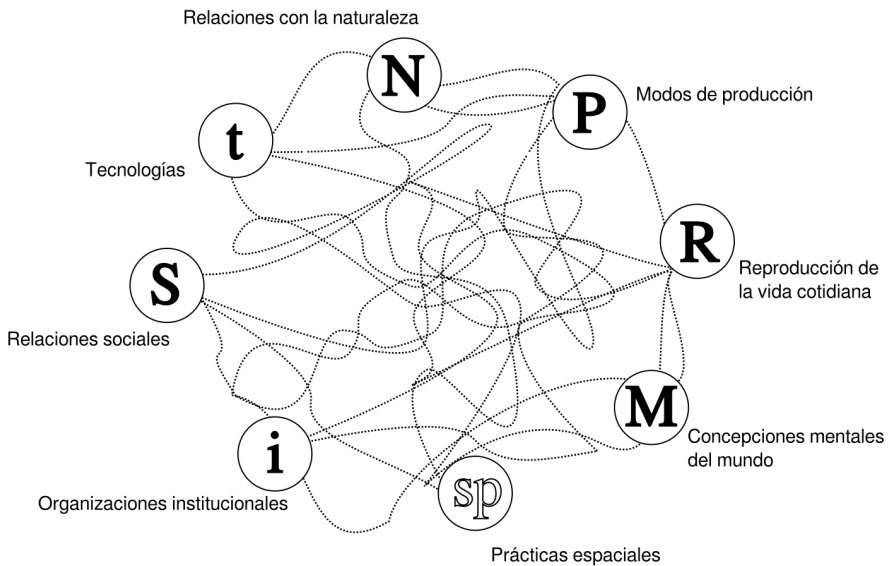 Relaciones con la naturaleza
N
P
Modos de producción
t
Tecnologías
R
Reproducción de
la vida cotidiana
S
Relaciones sociales
M
Concepciones mentales
del mundo
i
Organizaciones institucionales
sp
Prácticas espaciales